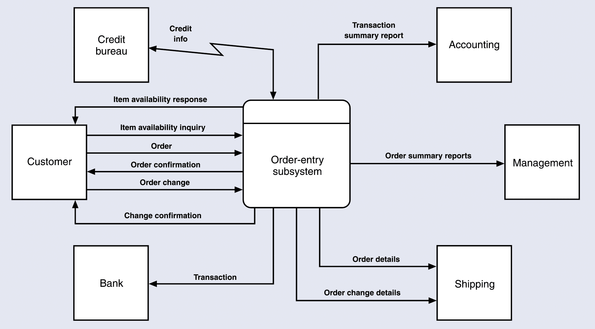 Credit
info
Transaction
summary report
Credit
bureau
Accounting
Item availability response
Item availability inquiry
Order
Order confirmation
Order change
Change confirmation
Customer
Order-entry
subsystem
Order summary reports
Management
Bank
Transaction
Order details
Order change details
Shipping